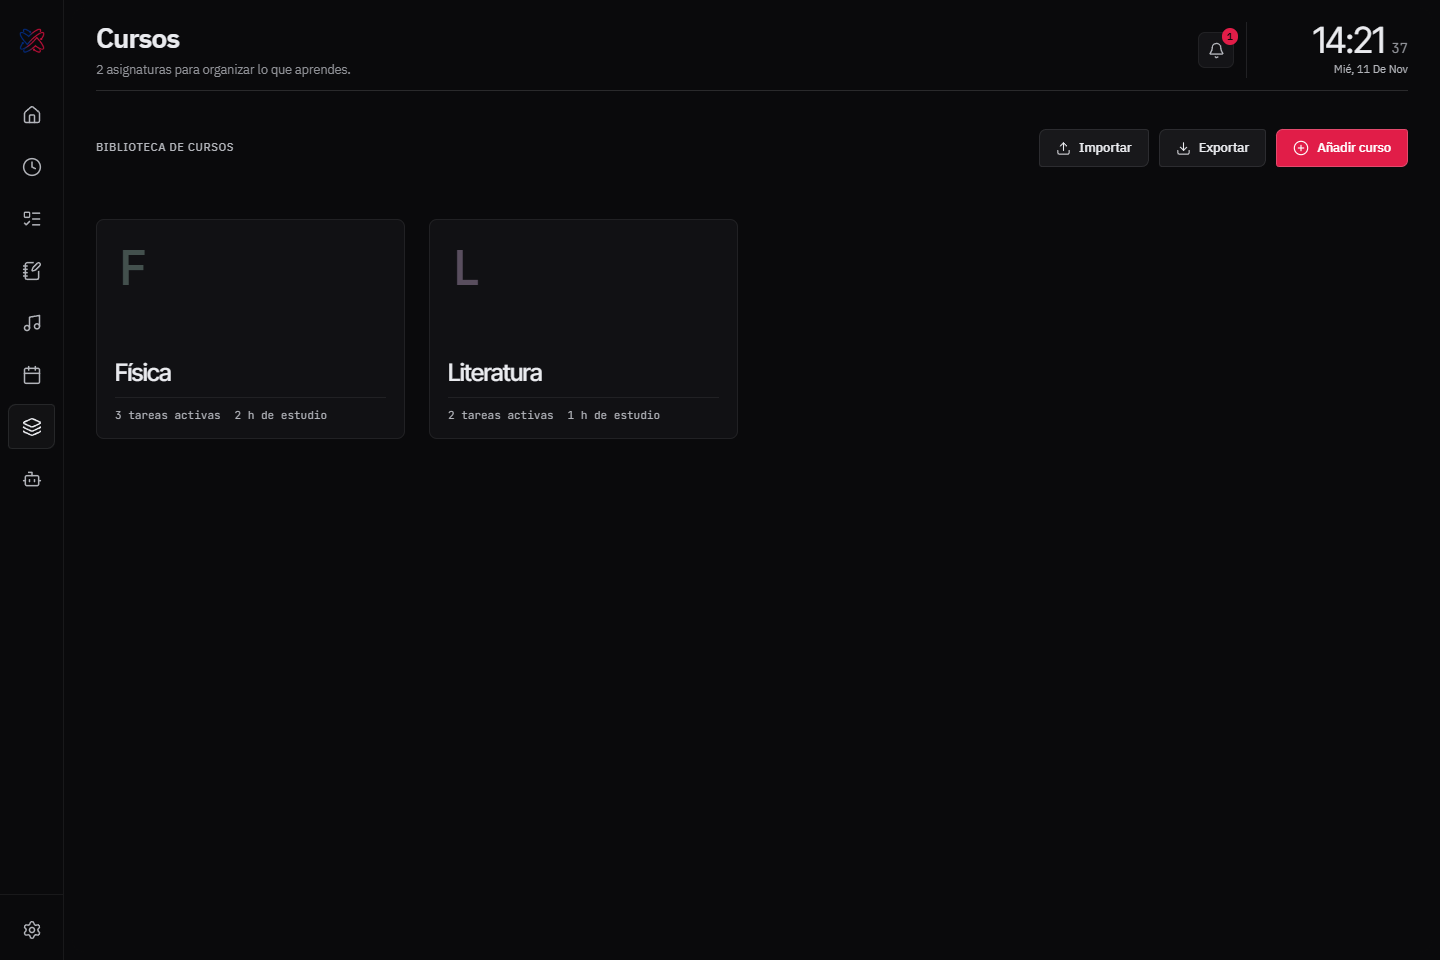 Cursos
2 asignaturas para organizar lo que aprendes.
1
14:21 37
Mié, 11 De Nov
BIBLIOTECA DE CURSOS
Importar
Exportar
Añadir curso
F
Física
3 tareas activas 2 h de estudio
L
Literatura
2 tareas activas 1 h de estudio